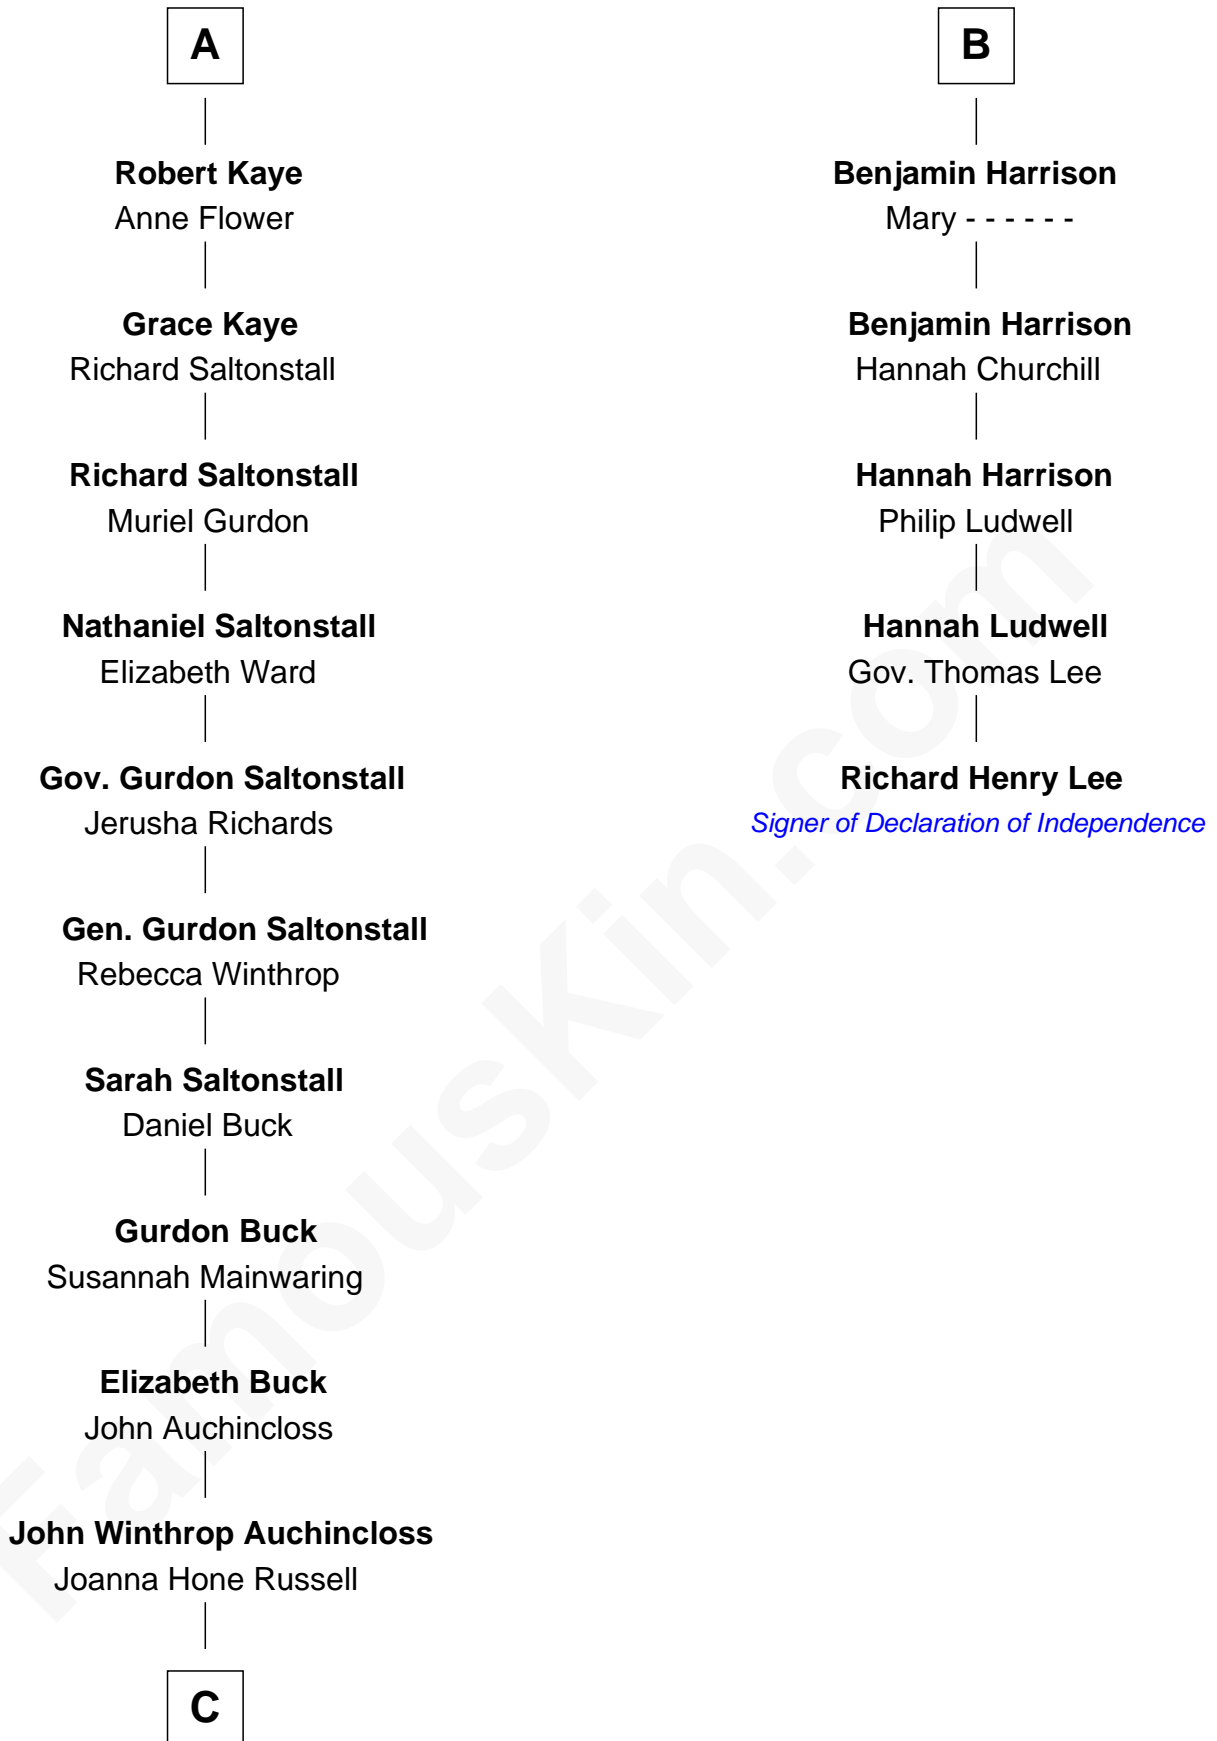 A
Robert Kaye
Anne Flower
Grace Kaye
Richard Saltonstall
Richard Saltonstall
Muriel Gurdon
Nathaniel Saltonstall
Elizabeth Ward
Gov. Gurdon Saltonstall
Jerusha Richards
Gen. Gurdon Saltonstall
Rebecca Winthrop
Sarah Saltonstall
Daniel Buck
Gurdon Buck
Susannah Mainwaring
Elizabeth Buck
John Auchincloss
John Winthrop Auchincloss
Joanna Hone Russell
C
B
Benjamin Harrison
Mary - - - - - -
Benjamin Harrison
Hannah Churchill
Hannah Harrison
Philip Ludwell
Hannah Ludwell
Gov. Thomas Lee
Richard Henry Lee
Signer of Declaration of Independence
FamousKin.com